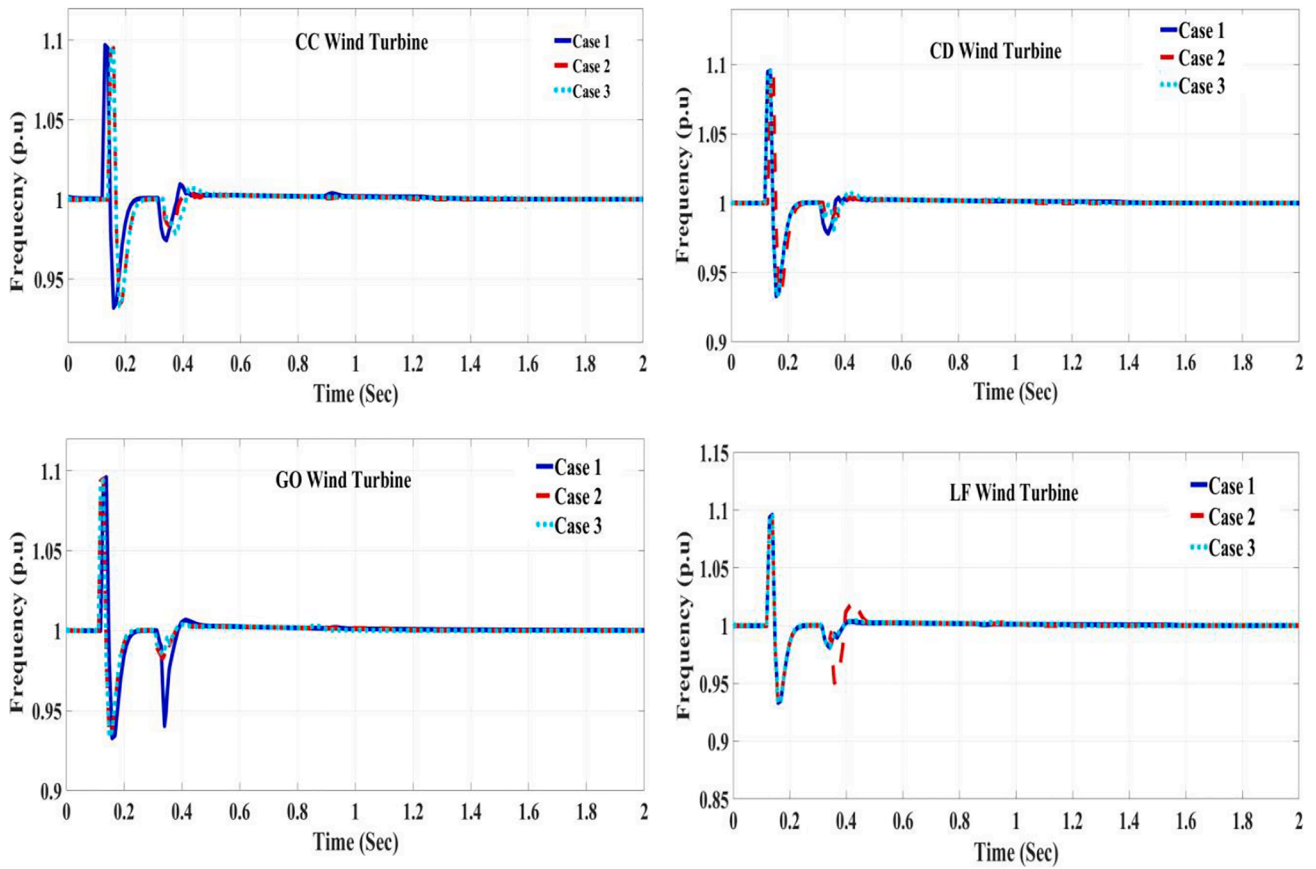 CC Wind Turbine
Case 1
Case 2
Case 3
Frequency (p.u)
1.1
1.05
1
0.95
0 0.2 0.4 0.6 0.8 1 1.2 1.4 1.6 1.8 2
Time (Sec)
CD Wind Turbine
Case 1
Case 2
Case 3
Frequency (p.u)
1.1
1.05
1
0.95
0.9
0 0.2 0.4 0.6 0.8 1 1.2 1.4 1.6 1.8 2
Time (Sec)
GO Wind Turbine
Case 1
Case 2
Case 3
Frequency (p.u)
1.1
1.05
1
0.95
0.9
0 0.2 0.4 0.6 0.8 1 1.2 1.4 1.6 1.8 2
Time (Sec)
LF Wind Turbine
Case 1
Case 2
Case 3
Frequency (p.u)
1.15
1.1
1.05
1
0.95
0.9
0.85
0 0.2 0.4 0.6 0.8 1 1.2 1.4 1.6 1.8 2
Time (Sec)